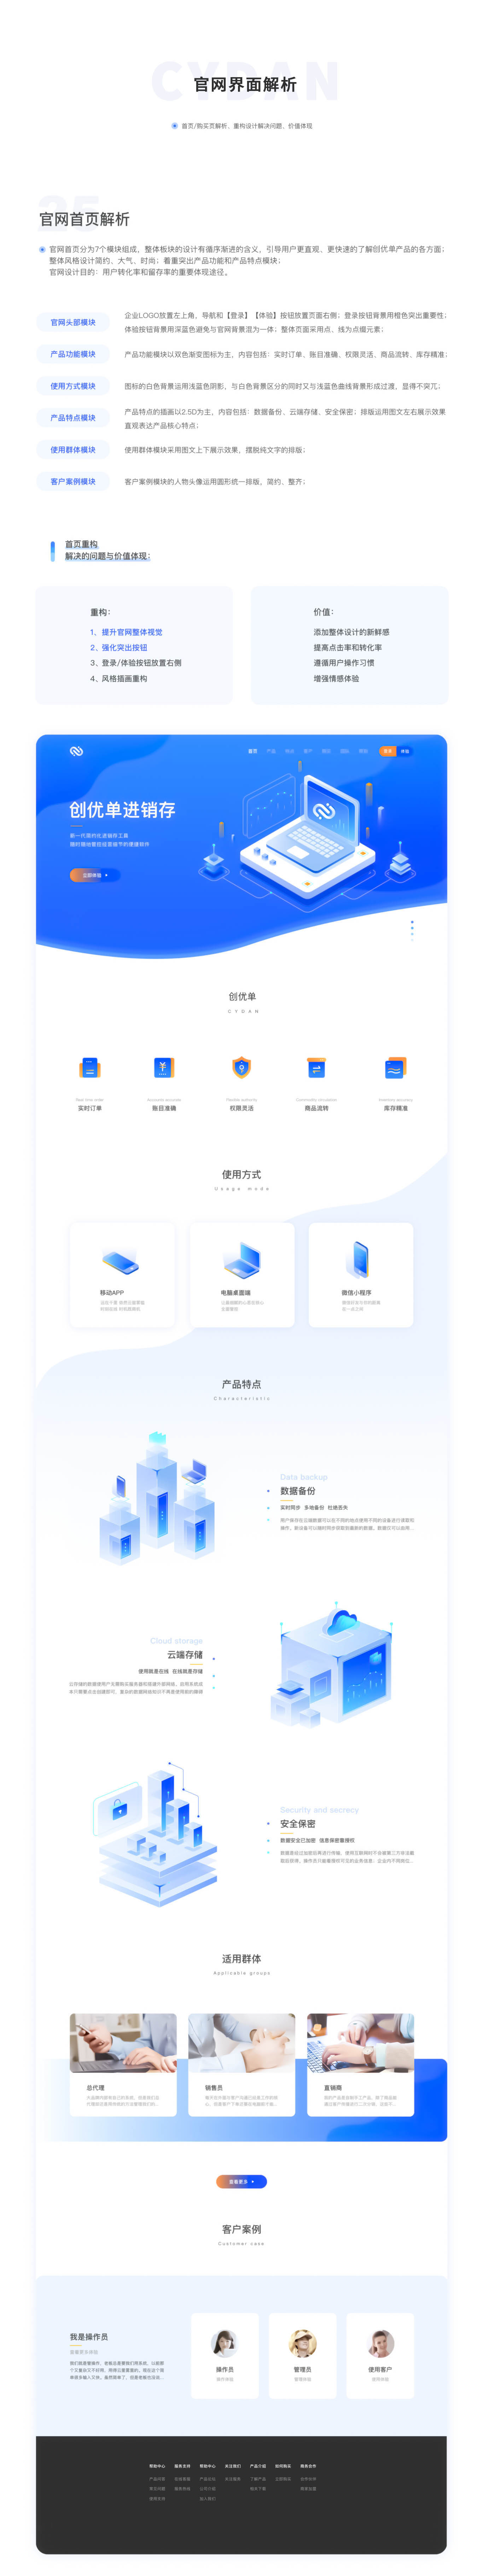 CYDAN
官网界面解析
首页/购买页解析、重构设计解决问题、价值体现
25
官网首页解析
官网首页分为7个模块组成，整体板块的设计有循序渐进的含义，引导用户更直观、更快速的了解创优单产品的各方面；
整体风格设计简约、大气、时尚；着重突出产品功能和产品特点模块；
官网设计目的：用户转化率和留存率的重要体现途径。
官网头部模块
企业LOGO放置左上角，导航和【登录】【体验】按钮放置页面右侧；登录按钮背景用橙色突出重要性；
体验按钮背景用深蓝色避免与官网背景混为一体；整体页面采用点、线为点缀元素；
产品功能模块
产品功能模块以双色渐变图标为主，内容包括：实时订单、账目准确、权限灵活、商品流转、库存精准；
使用方式模块
图标的白色背景运用浅蓝色阴影，与白色背景区分的同时又与浅蓝色曲线背景形成过渡，显得不突兀；
产品特点模块
产品特点的插画以2.5D为主，内容包括：数据备份、云端存储、安全保密；排版运用图文左右展示效果
直观表达产品核心特点；
使用群体模块
使用群体模块采用图文上下展示效果，摆脱纯文字的排版；
客户案例模块
客户案例模块的人物头像运用圆形统一排版，简约、整齐；
首页重构
解决的问题与价值体现：
重构：
1、提升官网整体视觉
2、强化突出按钮
3、登录/体验按钮放置右侧
4、风格插画重构
价值：
添加整体设计的新鲜感
提高点击率和转化率
遵循用户操作习惯
增强情感体验
首页
登录
体验
创优单进销存
新一代简约化进销存工具
随时随地管控经营细节的便捷软件
立即体验
创优单
CYDAN
实时订单
账目准确
权限灵活
商品流转
库存精准
使用方式
Usage mode
移动APP
电脑桌面端
微信小程序
产品特点
Characteristic
Data backup
数据备份
实时同步 多地备份 杜绝丢失
Cloud storage
云端存储
使用就是在线 在线就是存储
Security and secrecy
安全保密
数据安全已加密 信息保密重授权
适用群体
Applicable groups
总代理
销售员
直销商
查看更多
客户案例
Customer case
我是操作员
操作员
管理员
使用客户
帮助中心 服务支持 帮助中心 关注我们 产品介绍 如何购买 商务合作